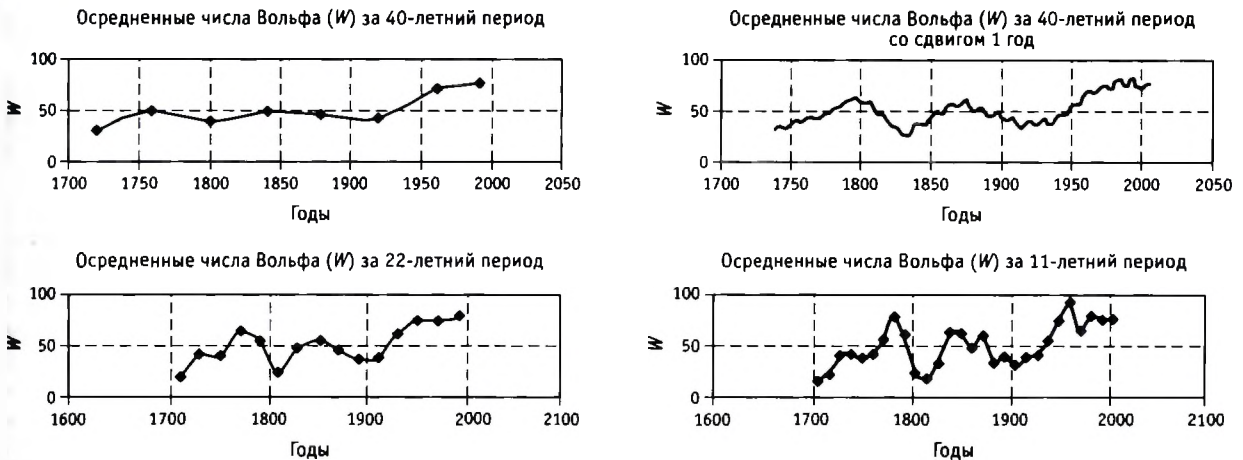 Осредненные числа Вольфа (W) за 40-летний период
100
50
0
W
1700 1750 1800 1850 1900 1950 2000 2050
Годы
Осредненные числа Вольфа (W) за 40-летний период
со сдвигом 1 год
100
50
0
W
1700 1750 1800 1850 1900 1950 2000 2050
Годы
Осредненные числа Вольфа (W) за 22-летний период
100
50
0
W
1600 1700 1800 1900 2000 2100
Годы
Осредненные числа Вольфа (W) за 11-летний период
100
50
0
W
1600 1700 1800 1900 2000 2100
Годы